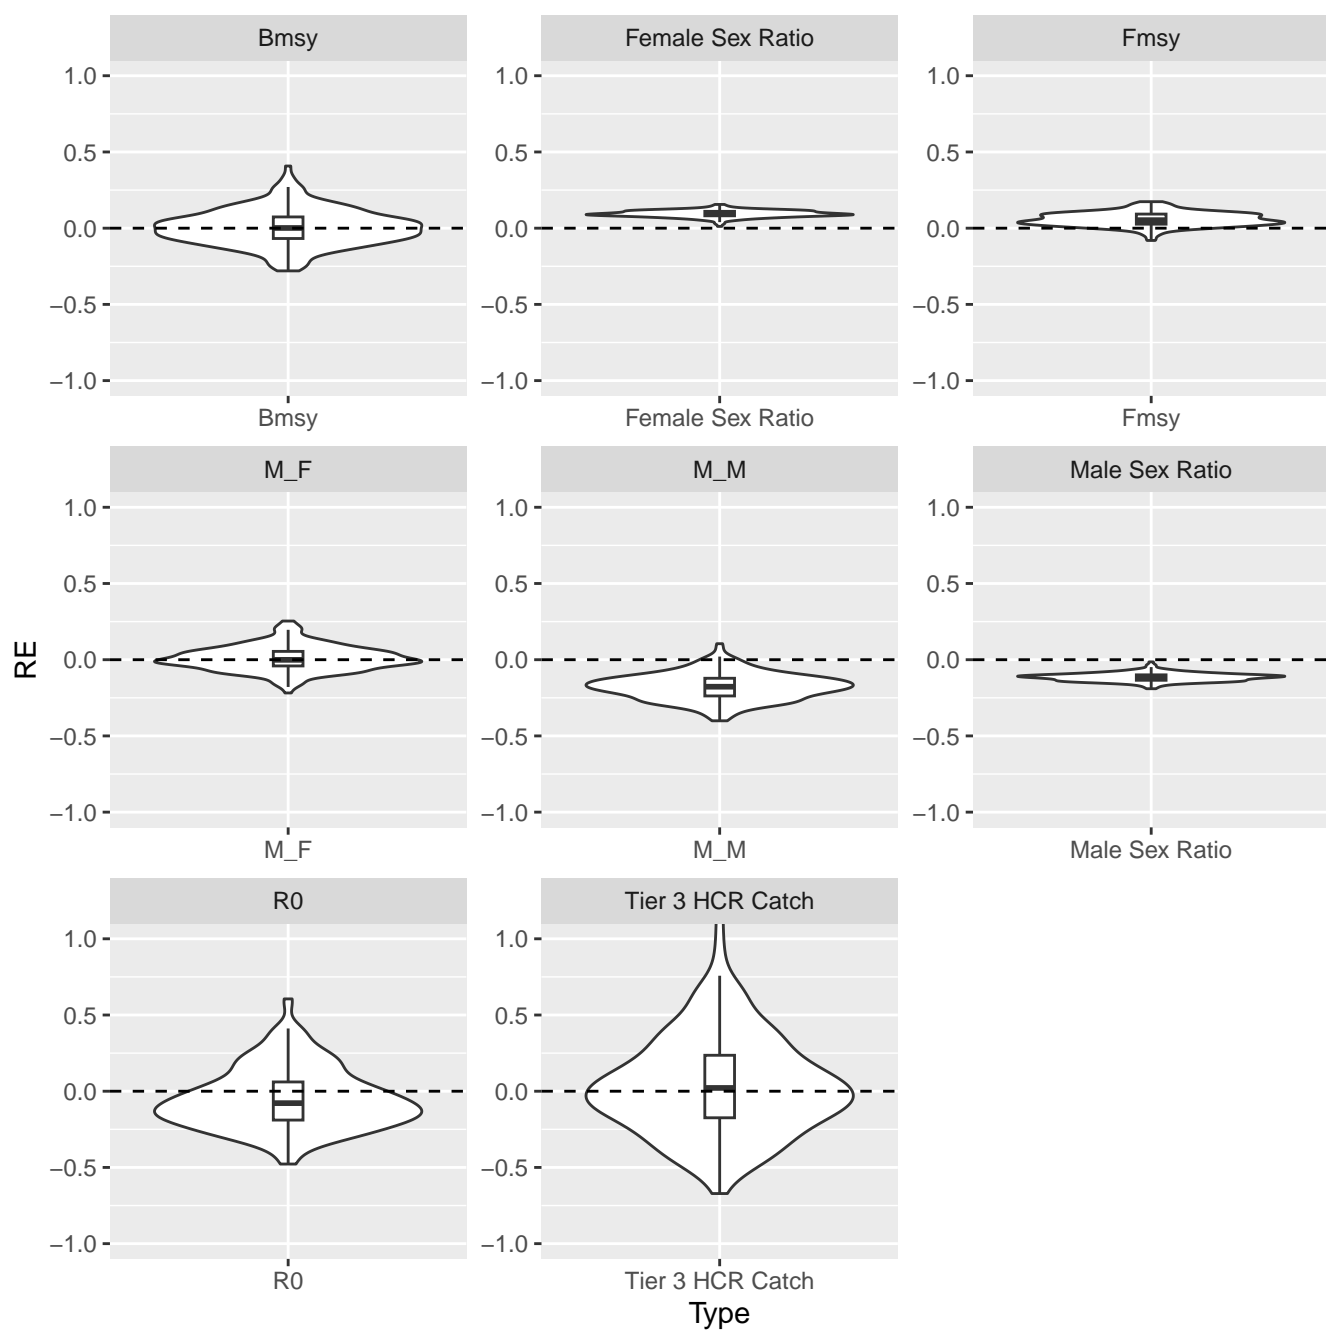 Bmsy Female Sex Ratio Fmsy
1.0 1.0 1.0
0.5 0.5 0.5
0.0 0.0 0.0
−0.5 −0.5 −0.5
−1.0 −1.0 −1.0
Bmsy Female Sex Ratio Fmsy
M_F M_M Male Sex Ratio
1.0 1.0 1.0
0.5 0.5 0.5
RE
0.0 0.0 0.0
−0.5 −0.5 −0.5
−1.0 −1.0 −1.0
M_F M_M Male Sex Ratio
R0 Tier 3 HCR Catch
1.0 1.0
0.5 0.5
0.0 0.0
−0.5 −0.5
−1.0 −1.0
R0 Tier 3 HCR Catch
Type